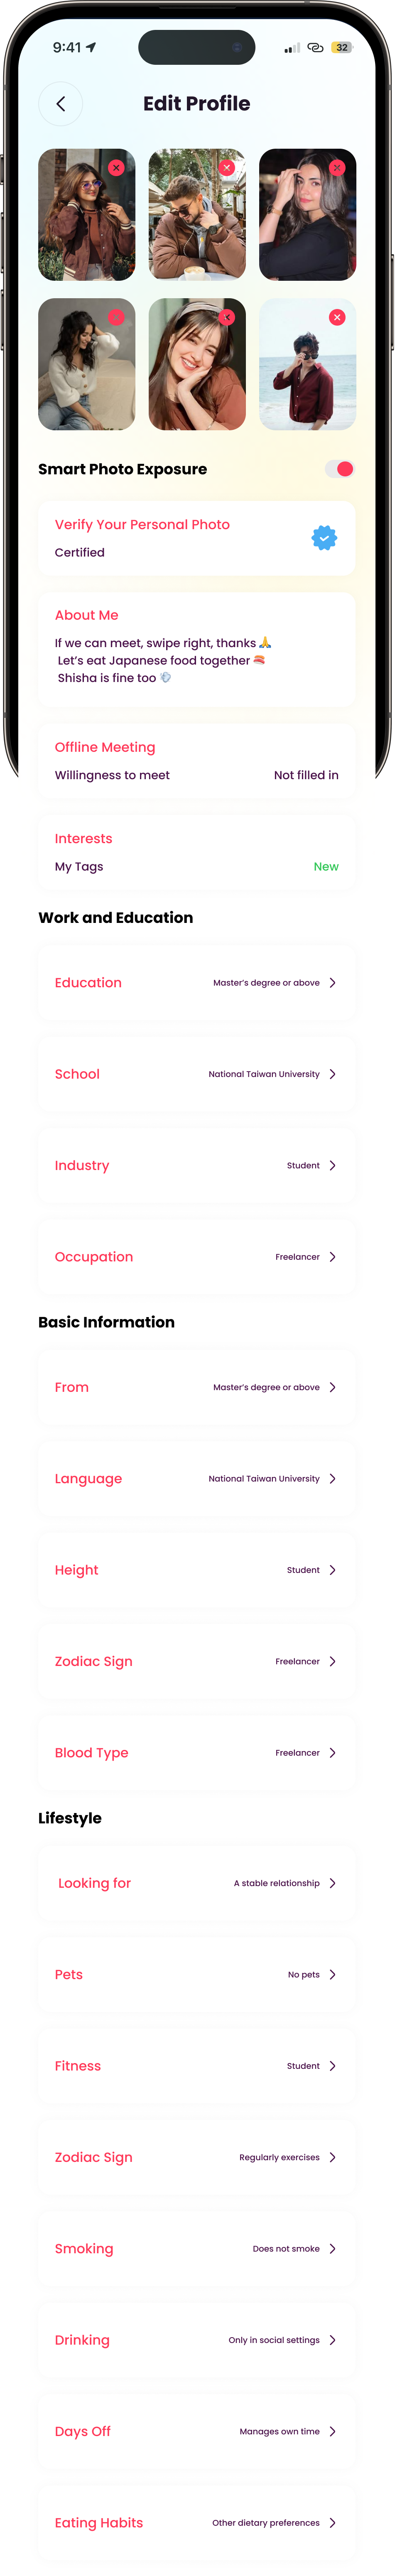 9:41
32
Edit Profile
Smart Photo Exposure
Verify Your Personal Photo
Certified
About Me
If we can meet, swipe right, thanks 🙏
Let's eat Japanese food together 🍣
Shisha is fine too 💨
Offline Meeting
Willingness to meet Not filled in
Interests
My Tags New
Work and Education
Education Master's degree or above
School National Taiwan University
Industry Student
Occupation Freelancer
Basic Information
From Master's degree or above
Language National Taiwan University
Height Student
Zodiac Sign Freelancer
Blood Type Freelancer
Lifestyle
Looking for A stable relationship
Pets No pets
Fitness Student
Zodiac Sign Regularly exercises
Smoking Does not smoke
Drinking Only in social settings
Days Off Manages own time
Eating Habits Other dietary preferences